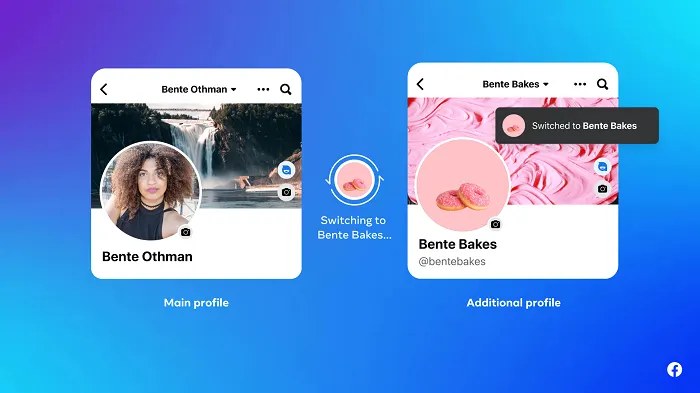 Bente Othman
Bente Othman
Main profile
Switching to
Bente Bakes...
Bente Bakes
Switched to Bente Bakes
Bente Bakes
@bentebakes
Additional profile